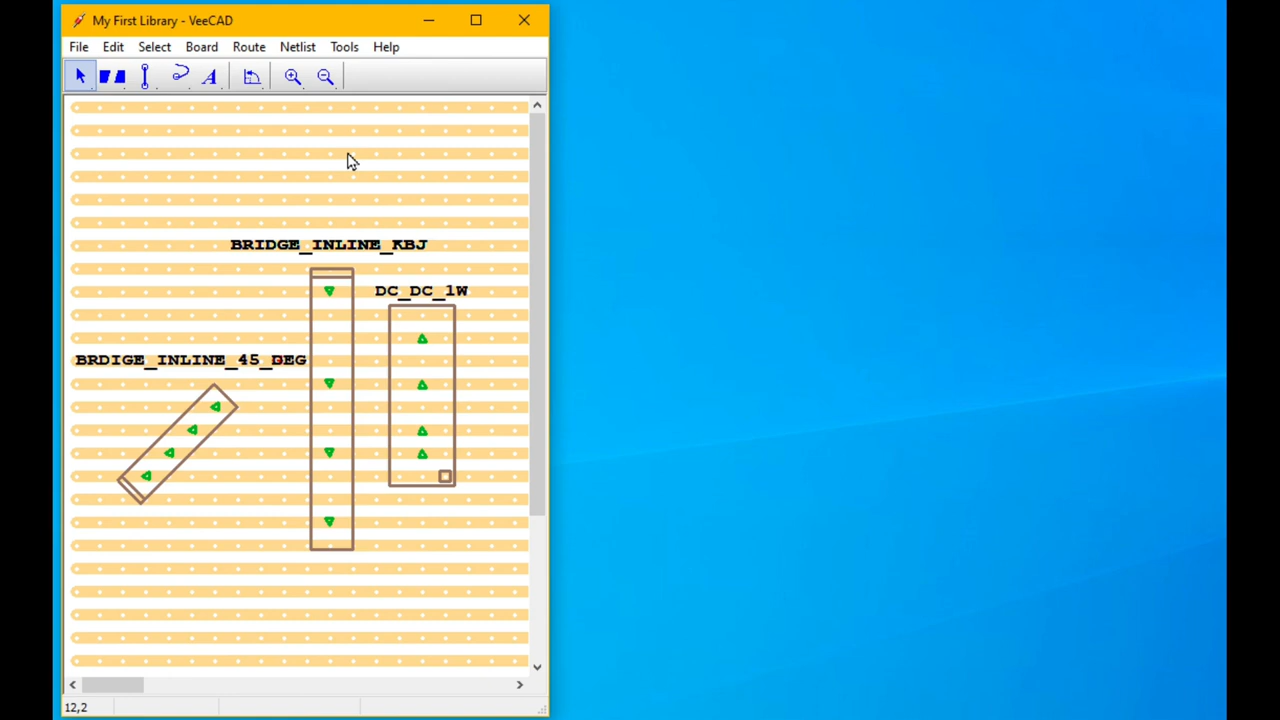 My First Library - VeeCAD
File Edit Select Board Route Netlist Tools Help
A
BRIDGE_INLINE_KBJ
DC_DC_1W
BRDIGE_INLINE_45_DEG
12,2